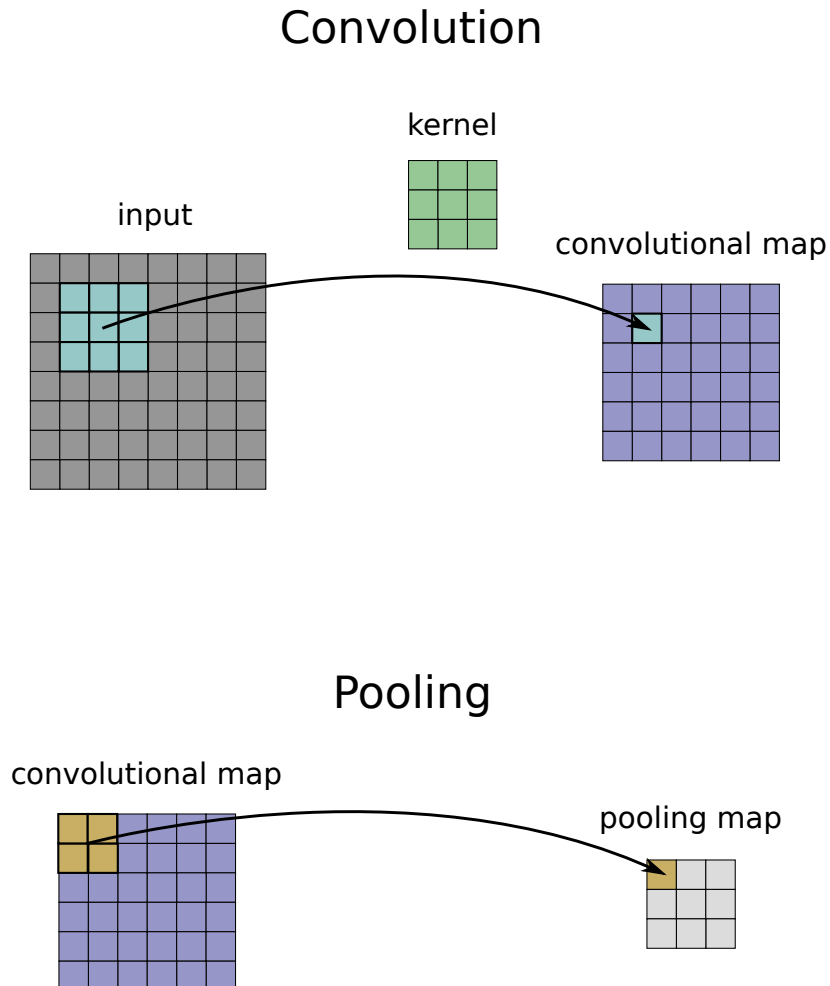 Convolution
kernel
input
convolutional map
Pooling
convolutional map
pooling map